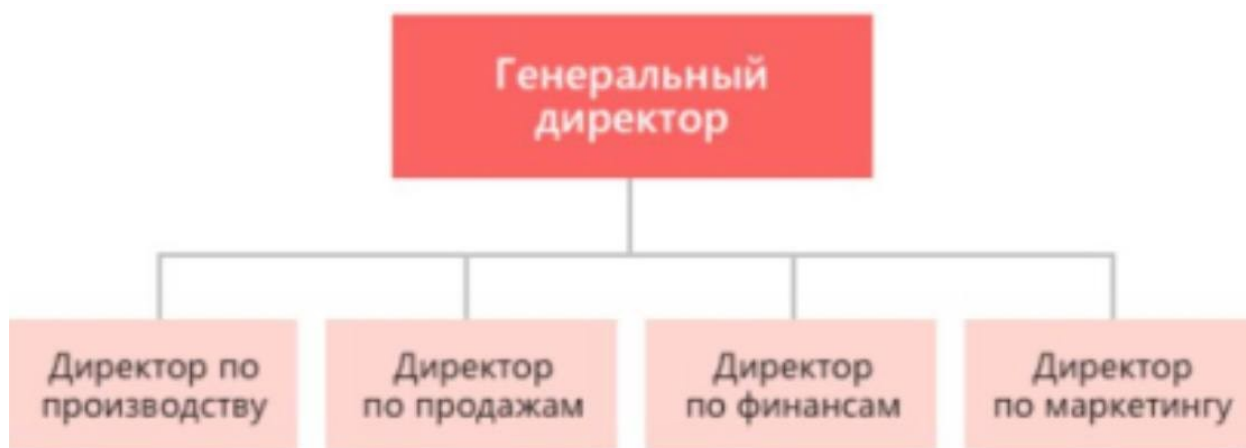 Генеральный
директор
Директор по
производству
Директор
по продажам
Директор
по финансам
Директор
по маркетингу